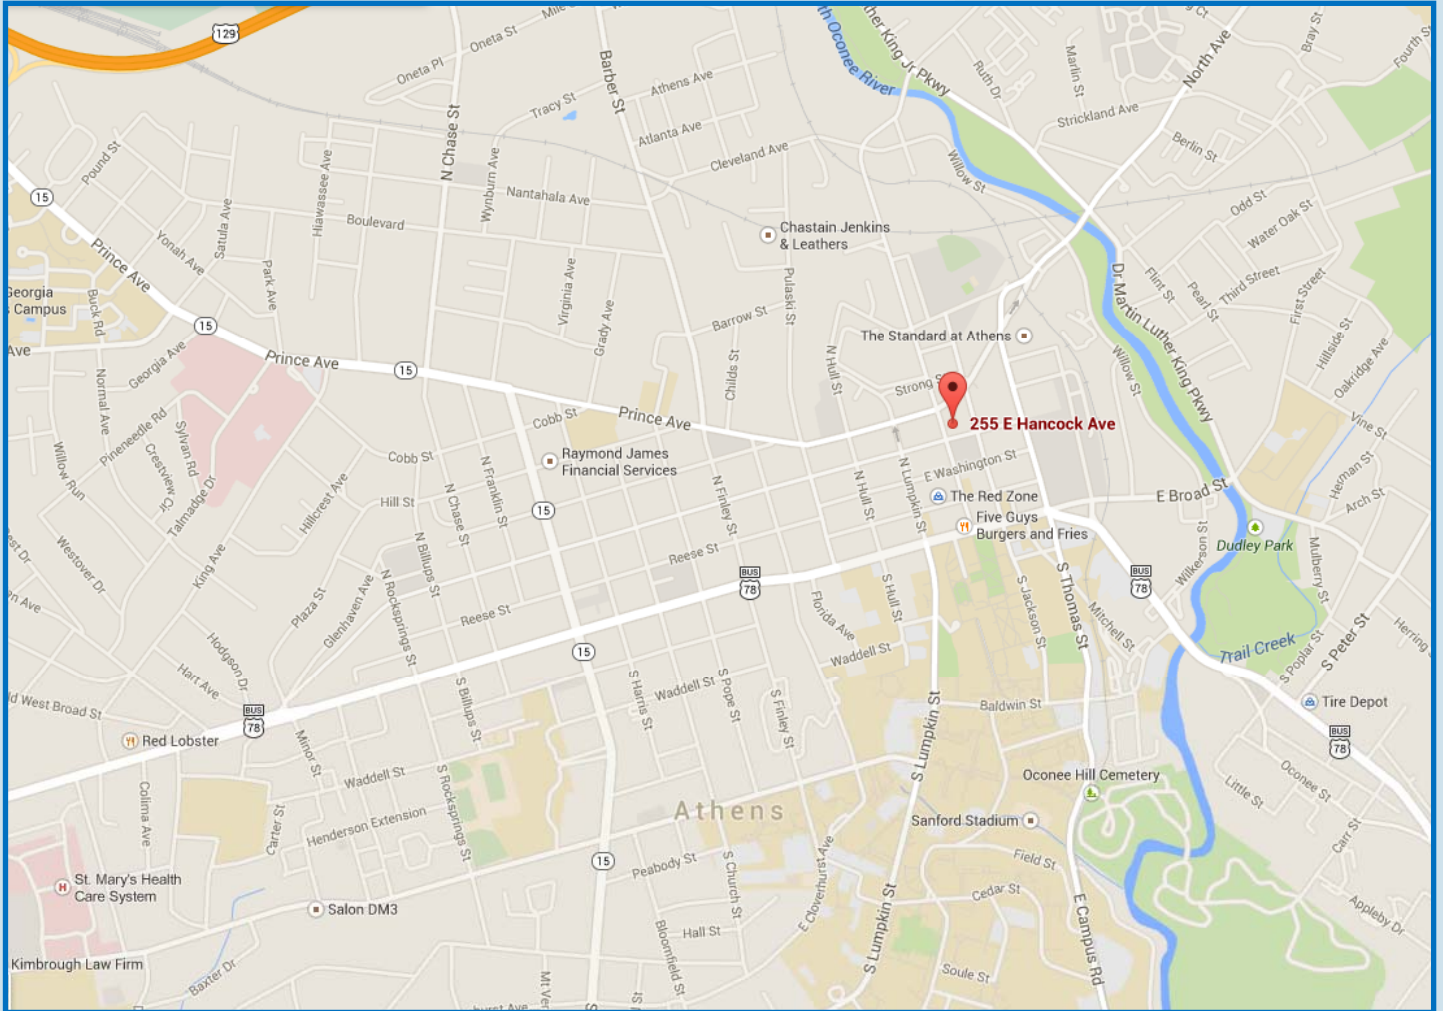 129
Mile
Oneta St
Oneta Pl
Barber St
Athens Ave
Tracy St
Atlanta Ave
Cleveland Ave
N Chase St
Wynburn Ave
Nantahala Ave
th Oconee River
ther King Jr Pkwy
Ruth Dr
Marlin St
Strickland Ave
North Ave
Ct
Bray St
Fourth S
Berlin St
Willow St
Pound St
15
Prince Ave
Yonah Ave
Satula Ave
Hiawassee Ave
Boulevard
Park Ave
Chastain Jenkins
& Leathers
Odd St
Water Oak St
Third Street
Flint St
Pearl St
First Street
Dr Martin Luther King Pkwy
Georgia
s Campus
Buck Rd
Ave
15
Prince Ave
15
Georgia Ave
Normal Ave
Virginia Ave
Grady Ave
Pulaski St
Barrow St
Childs St
N Hull St
The Standard at Athens
Strong S
Willow St
Hillside St
Oakridge Ave
Vine St
255 E Hancock Ave
Cobb St
Prince Ave
Pineneedle Rd
Sylvan Rd
Crestview Cir
Talmadge Dr
Willow Run
Cobb St
Hill St
Hillcrest Ave
N Franklin St
N Chase St
Raymond James
Financial Services
15
N Finley St
N Hull St
N Lumpkin St
E Washington St
The Red Zone
Five Guys
Burgers and Fries
E Broad St
Herman St
Arch St
Dudley Park
Mulberry St
Wilkerson St
est Dr
Westover Dr
King Ave
N Billups St
Reese St
BUS
78
BUS
78
en Ave
Plaza St
Glenhaven Ave
N Rocksprings St
Reese St
Florida Ave
S Hull St
S Jackson St
S Thomas St
Mitchell St
Trail Creek
S Poplar St
S Peter St
Herring
Hodgson Dr
Hart Ave
15
Waddell St
ld West Broad St
BUS
78
S Billups St
S Harris St
Waddell St
S Pope St
S Finley St
Baldwin St
Tire Depot
BUS
78
Red Lobster
Minor St
Waddell St
S Lumpkin St
Oconee Hill Cemetery
Oconee St
Little St
Colima Ave
Carter St
Henderson Extension
S Rocksprings St
Athens
Sanford Stadium
Carr St
15
Peabody St
S Church St
E Cloverhurst Ave
Field St
Cedar St
St. Mary's Health
Care System
Salon DM3
S Lumpkin St
E Campus Rd
Appleby Dr
Bloomfield St
Hall St
Kimbrough Law Firm
Baxter Dr
Mt Ver
S
St
hurst Ave
Soule St